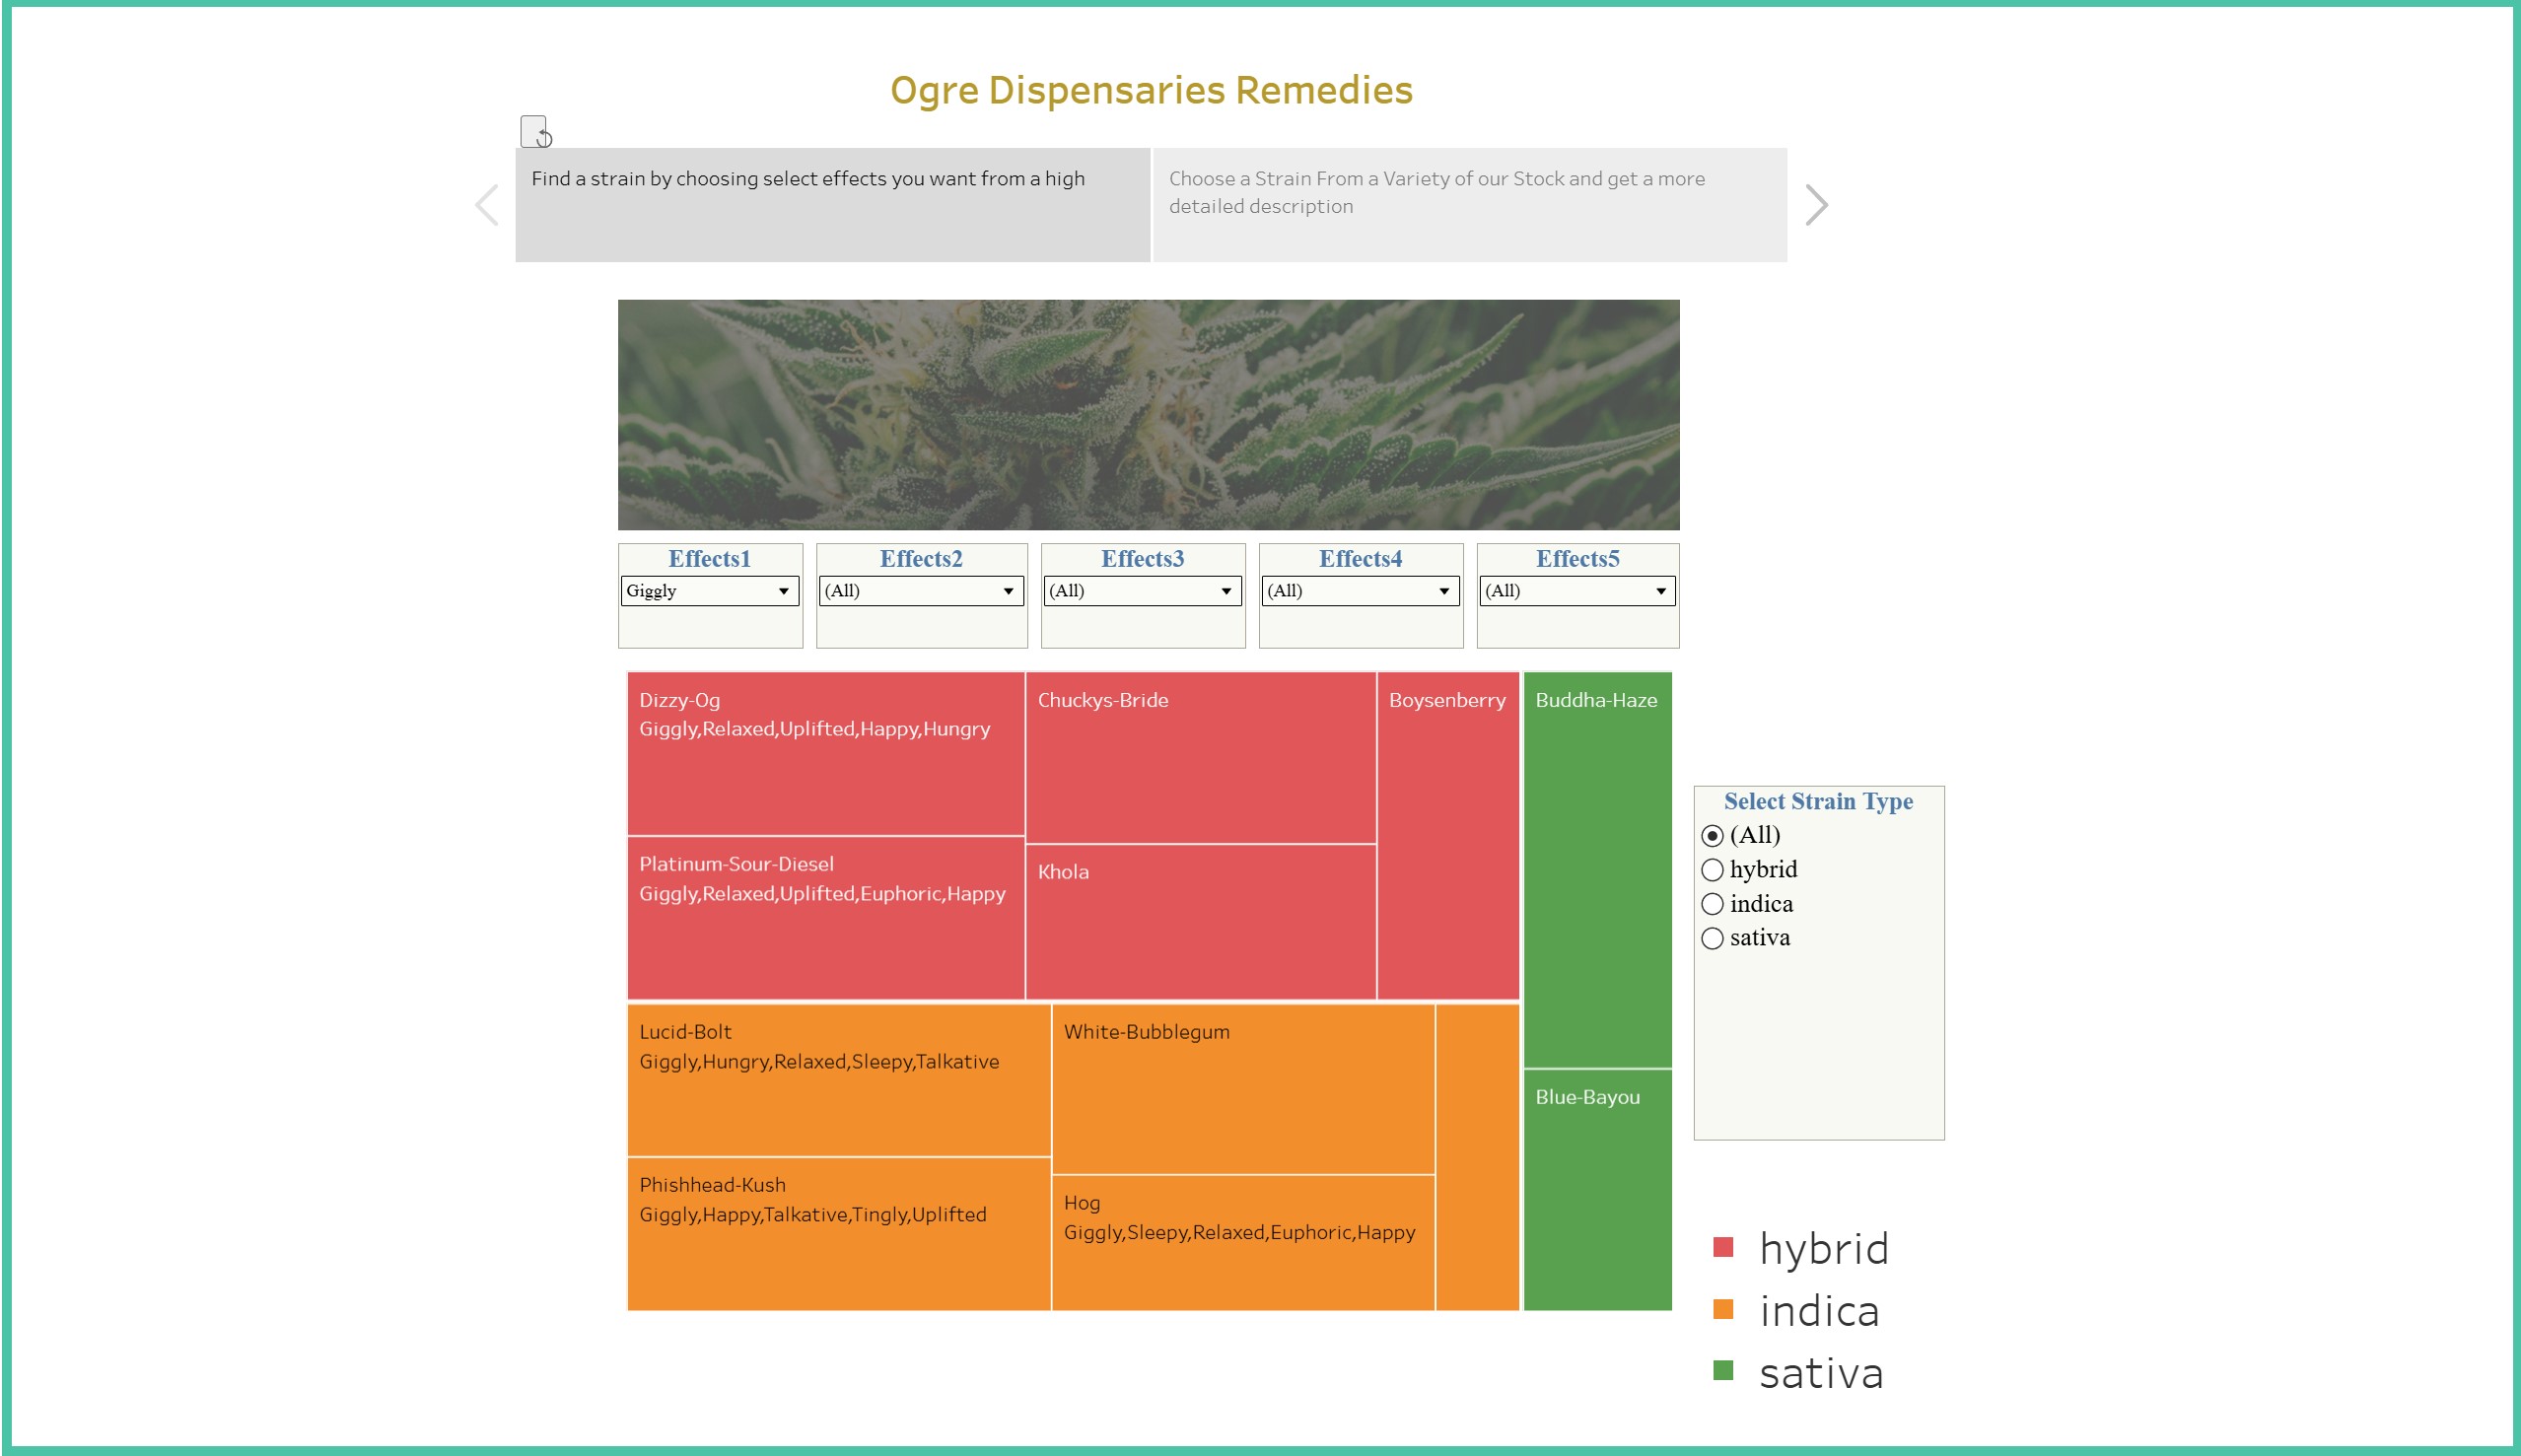 Ogre Dispensaries Remedies
Find a strain by choosing select effects you want from a high
Choose a Strain From a Variety of our Stock and get a more
detailed description
Effects1
Effects2
Effects3
Effects4
Effects5
Giggly
(All)
(All)
(All)
(All)
Dizzy-Og
Giggly,Relaxed,Uplifted,Happy,Hungry
Chuckys-Bride
Boysenberry
Buddha-Haze
Platinum-Sour-Diesel
Giggly,Relaxed,Uplifted,Euphoric,Happy
Khola
Lucid-Bolt
Giggly,Hungry,Relaxed,Sleepy,Talkative
White-Bubblegum
Blue-Bayou
Phishhead-Kush
Giggly,Happy,Talkative,Tingly,Uplifted
Hog
Giggly,Sleepy,Relaxed,Euphoric,Happy
Select Strain Type
(All)
hybrid
indica
sativa
hybrid
indica
sativa